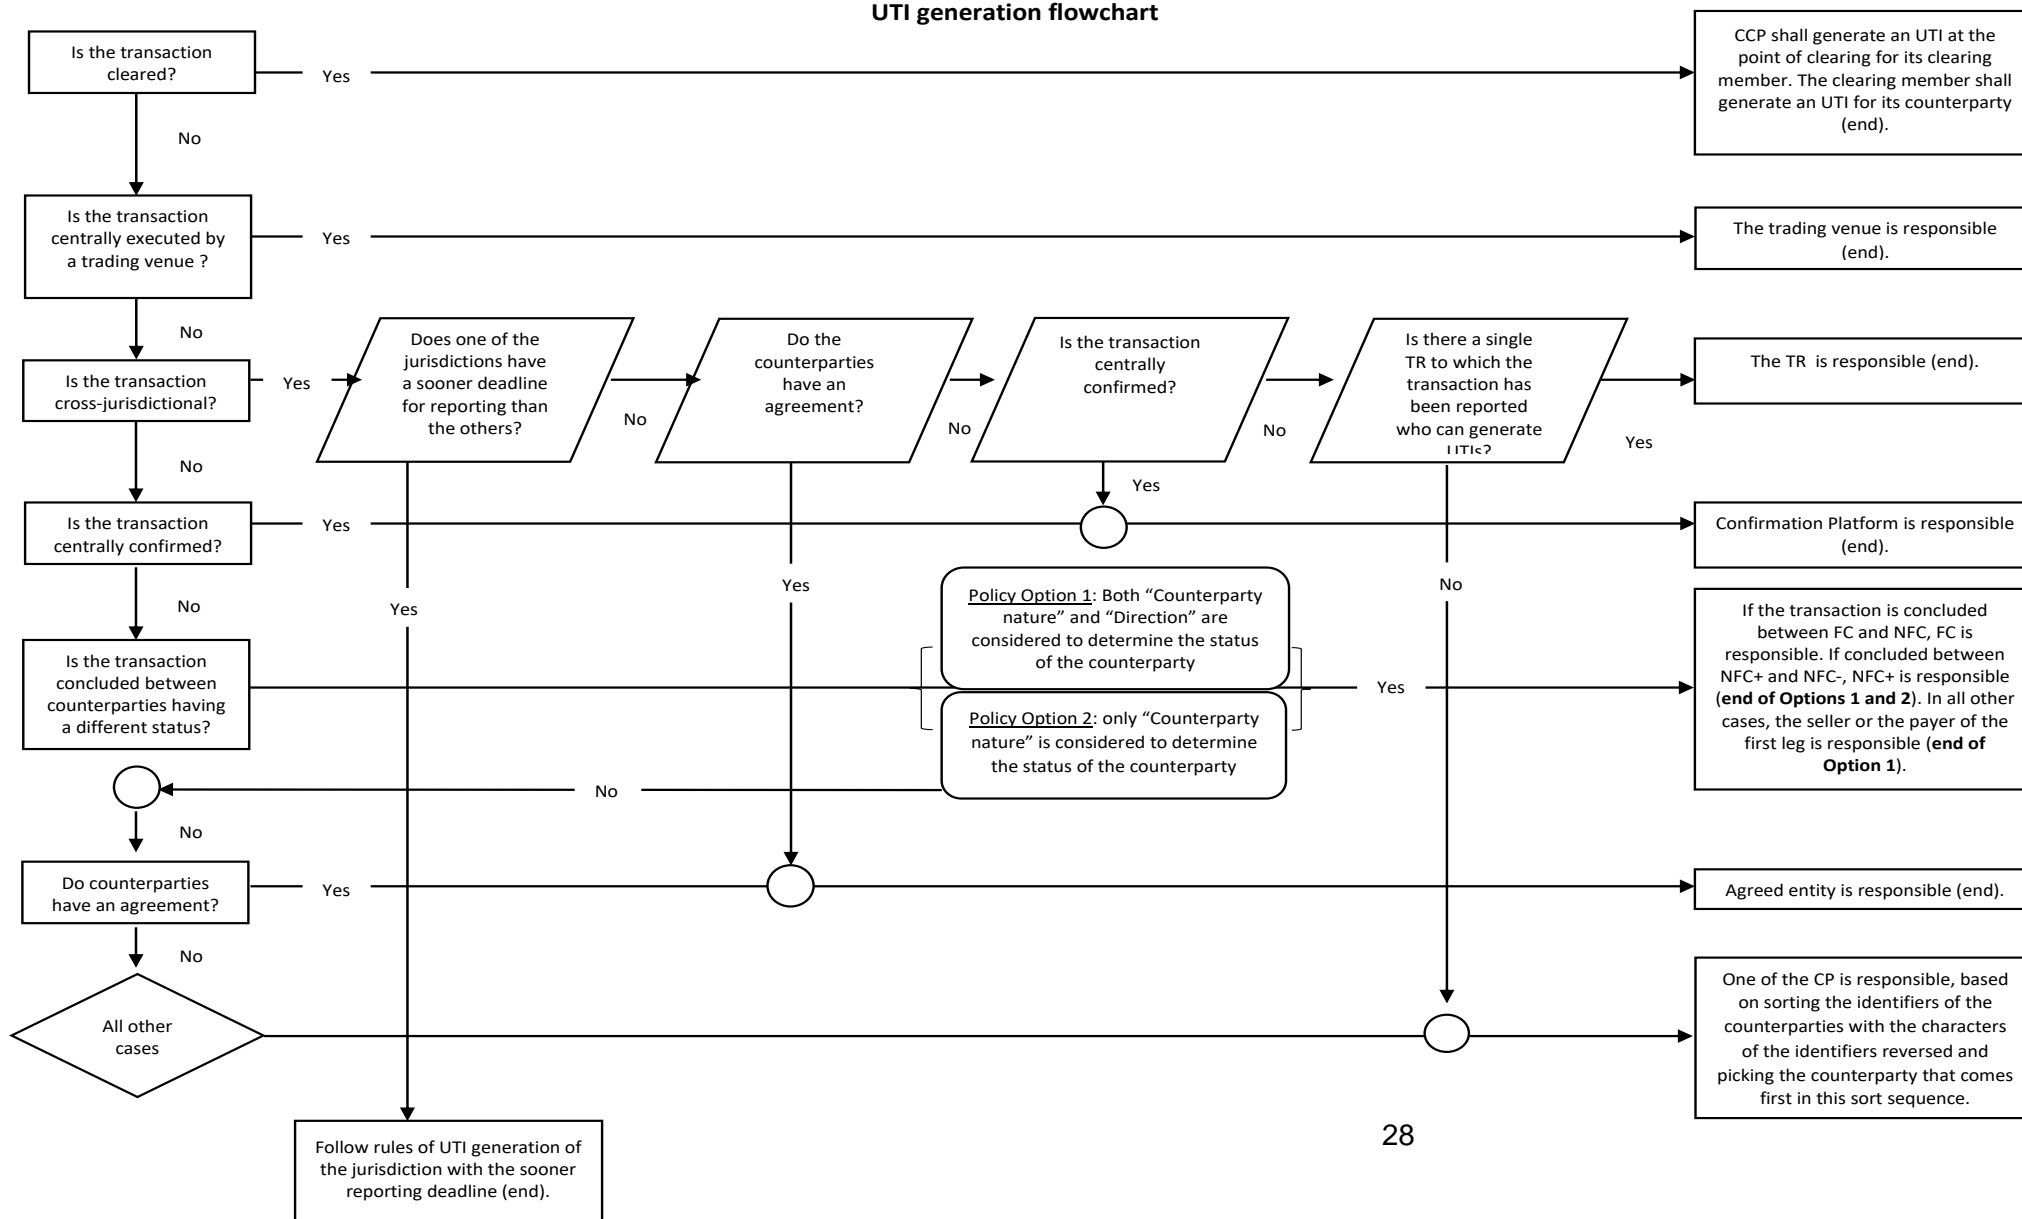 UTI generation flowchart
Is the transaction
cleared?
Yes
CCP shall generate an UTI at the
point of clearing for its clearing
member. The clearing member shall
generate an UTI for its counterparty
(end).
No
Is the transaction
centrally executed by
a trading venue ?
Yes
The trading venue is responsible
(end).
No
Is the transaction
cross-jurisdictional?
Yes
Does one of the
jurisdictions have
a sooner deadline
for reporting than
the others?
No
Do the
counterparties
have an
agreement?
No
Is the transaction
centrally
confirmed?
No
Is there a single
TR to which the
transaction has
been reported
who can generate
UTIs?
Yes
The TR is responsible (end).
No
Yes
Is the transaction
centrally confirmed?
Yes
Confirmation Platform is responsible
(end).
No
Yes
Yes
No
Policy Option 1: Both “Counterparty
nature” and “Direction” are
considered to determine the status
of the counterparty
Is the transaction
concluded between
counterparties having
a different status?
Yes
If the transaction is concluded
between FC and NFC, FC is
responsible. If concluded between
NFC+ and NFC-, NFC+ is responsible
(end of Options 1 and 2). In all other
cases, the seller or the payer of the
first leg is responsible (end of
Option 1).
Policy Option 2: only “Counterparty
nature” is considered to determine
the status of the counterparty
No
No
Do counterparties
have an agreement?
Yes
Agreed entity is responsible (end).
No
All other
cases
One of the CP is responsible, based
on sorting the identifiers of the
counterparties with the characters
of the identifiers reversed and
picking the counterparty that comes
first in this sort sequence.
Follow rules of UTI generation of
the jurisdiction with the sooner
reporting deadline (end).
28